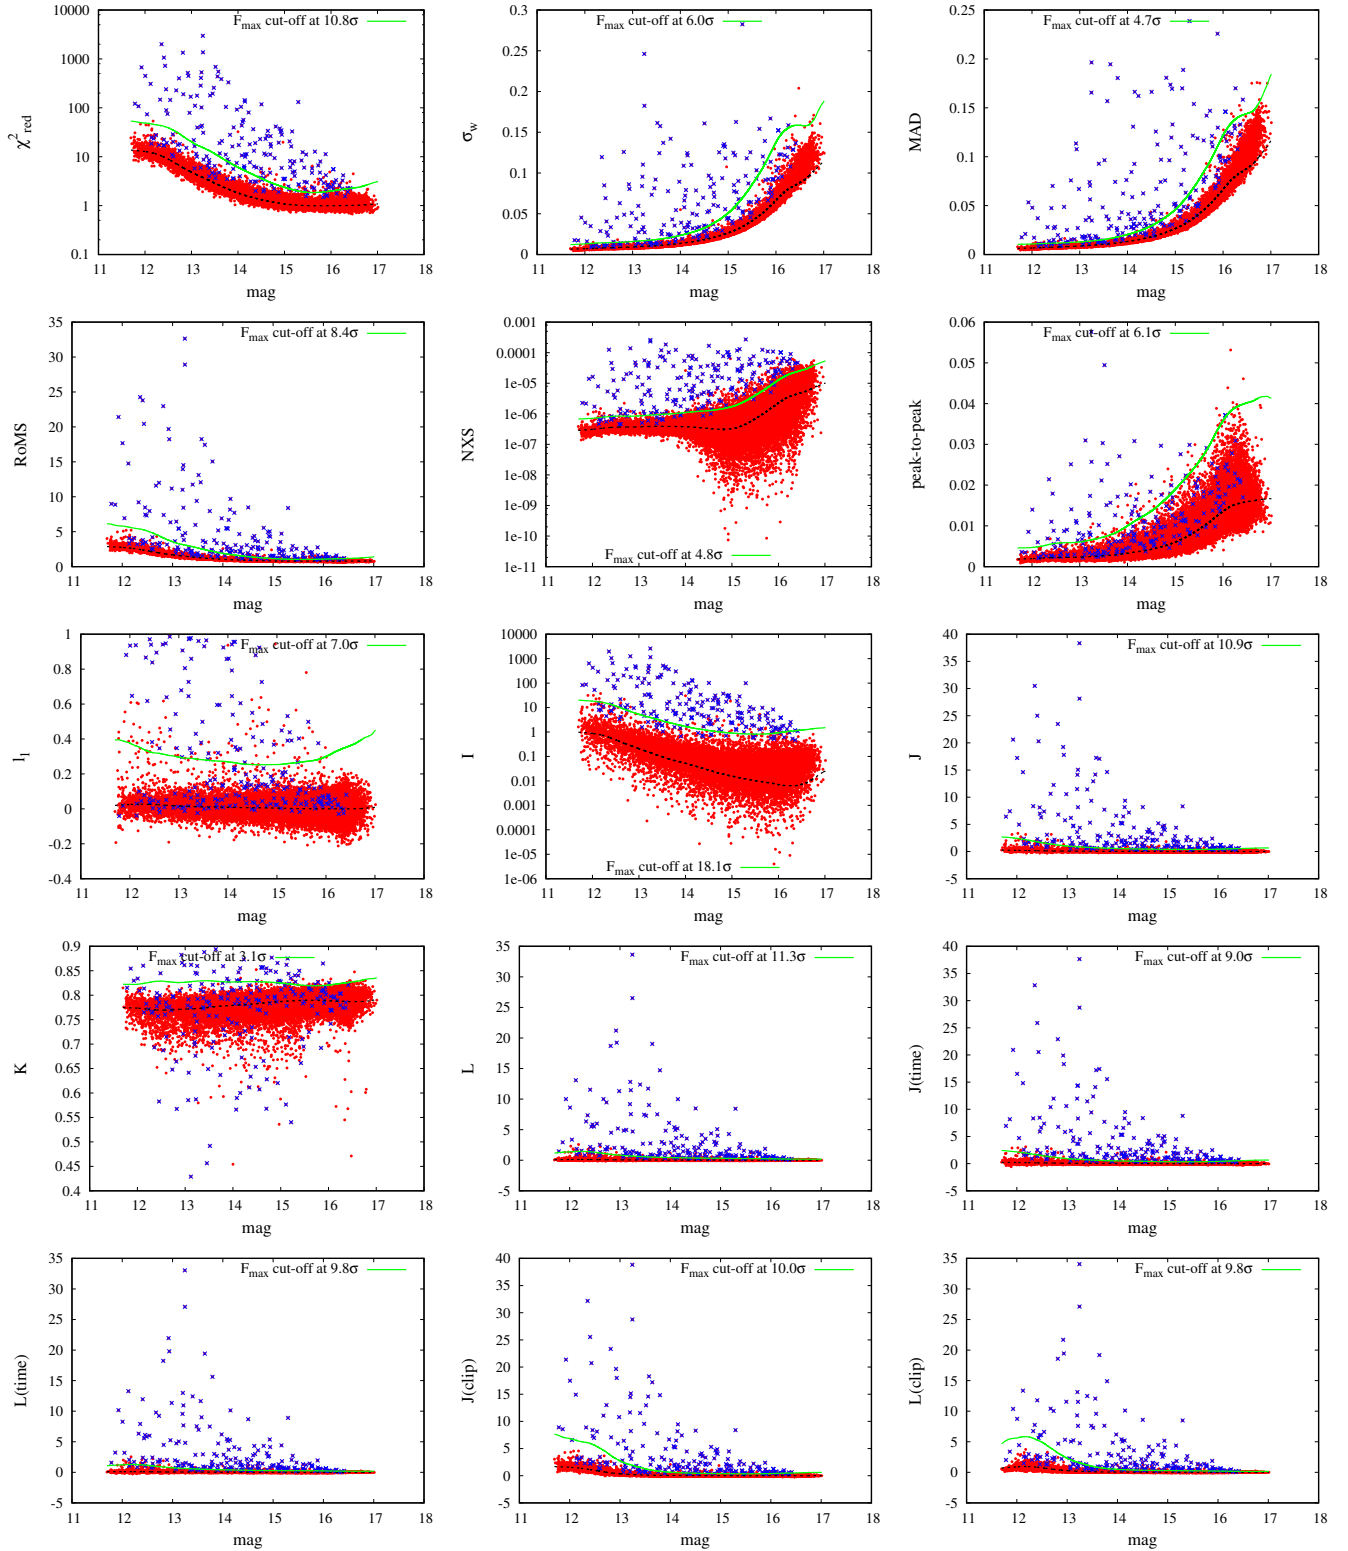 F_max cut-off at 10.8σ
10000
1000
100
10
1
0.1
χ²_red
11 12 13 14 15 16 17 18
mag
F_max cut-off at 6.0σ
0.3
0.25
0.2
0.15
0.1
0.05
0
σ_w
11 12 13 14 15 16 17 18
mag
F_max cut-off at 4.7σ
0.25
0.2
0.15
0.1
0.05
0
MAD
11 12 13 14 15 16 17 18
mag
F_max cut-off at 8.4σ
35
30
25
20
15
10
5
0
RoMS
11 12 13 14 15 16 17 18
mag
0.001
0.0001
1e-05
1e-06
1e-07
1e-08
1e-09
1e-10
1e-11
NXS
F_max cut-off at 4.8σ
11 12 13 14 15 16 17 18
mag
F_max cut-off at 6.1σ
0.06
0.05
0.04
0.03
0.02
0.01
0
peak-to-peak
11 12 13 14 15 16 17 18
mag
F_max cut-off at 7.0σ
1
0.8
0.6
0.4
0.2
0
-0.2
-0.4
l_1
11 12 13 14 15 16 17 18
mag
10000
1000
100
10
1
0.1
0.01
0.001
0.0001
1e-05
1e-06
I
F_max cut-off at 18.1σ
11 12 13 14 15 16 17 18
mag
F_max cut-off at 10.9σ
40
35
30
25
20
15
10
5
0
-5
J
11 12 13 14 15 16 17 18
mag
F_max cut-off at 3.1σ
0.9
0.85
0.8
0.75
0.7
0.65
0.6
0.55
0.5
0.45
0.4
K
11 12 13 14 15 16 17 18
mag
F_max cut-off at 11.3σ
35
30
25
20
15
10
5
0
-5
L
11 12 13 14 15 16 17 18
mag
F_max cut-off at 9.0σ
40
35
30
25
20
15
10
5
0
-5
J(time)
11 12 13 14 15 16 17 18
mag
F_max cut-off at 9.8σ
35
30
25
20
15
10
5
0
-5
L(time)
11 12 13 14 15 16 17 18
mag
F_max cut-off at 10.0σ
40
35
30
25
20
15
10
5
0
-5
J(clip)
11 12 13 14 15 16 17 18
mag
F_max cut-off at 9.8σ
35
30
25
20
15
10
5
0
-5
L(clip)
11 12 13 14 15 16 17 18
mag